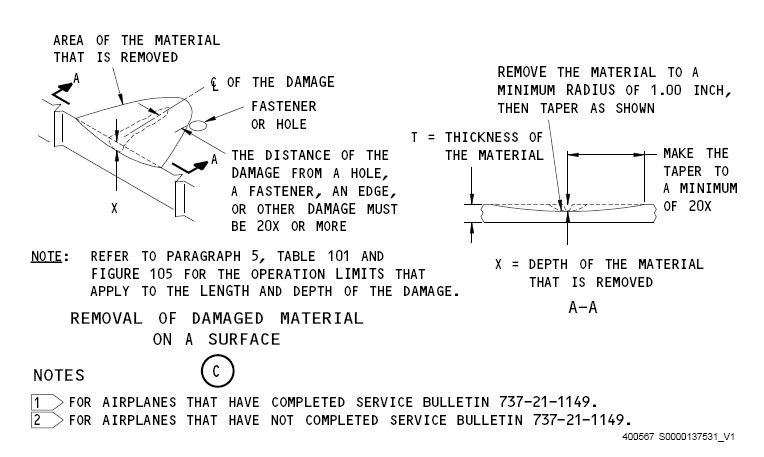 AREA OF THE MATERIAL
THAT IS REMOVED
A
℄ OF THE DAMAGE
FASTENER
OR HOLE
THE DISTANCE OF THE
DAMAGE FROM A HOLE,
A FASTENER, AN EDGE,
OR OTHER DAMAGE MUST
BE 20X OR MORE
A
X
REMOVE THE MATERIAL TO A
MINIMUM RADIUS OF 1.00 INCH,
THEN TAPER AS SHOWN
T = THICKNESS OF
THE MATERIAL
MAKE THE
TAPER TO
A MINIMUM
OF 20X
X = DEPTH OF THE MATERIAL
THAT IS REMOVED
A-A
NOTE: REFER TO PARAGRAPH 5, TABLE 101 AND
FIGURE 105 FOR THE OPERATION LIMITS THAT
APPLY TO THE LENGTH AND DEPTH OF THE DAMAGE.
REMOVAL OF DAMAGED MATERIAL
ON A SURFACE
C
NOTES
1 FOR AIRPLANES THAT HAVE COMPLETED SERVICE BULLETIN 737-21-1149.
2 FOR AIRPLANES THAT HAVE NOT COMPLETED SERVICE BULLETIN 737-21-1149.
400567 S0000137531_V1